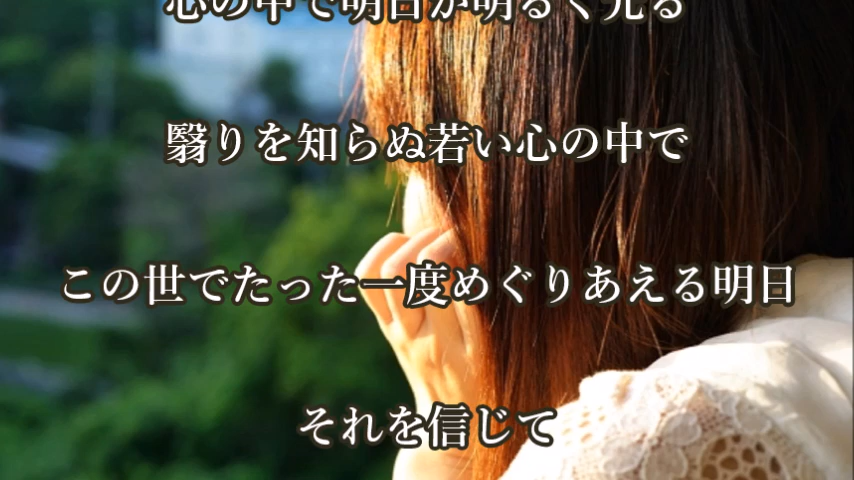 心の中で明日が明るく光る
翳りを知らぬ若い心の中で
この世でたった一度めぐりあえる明日
それを信じて